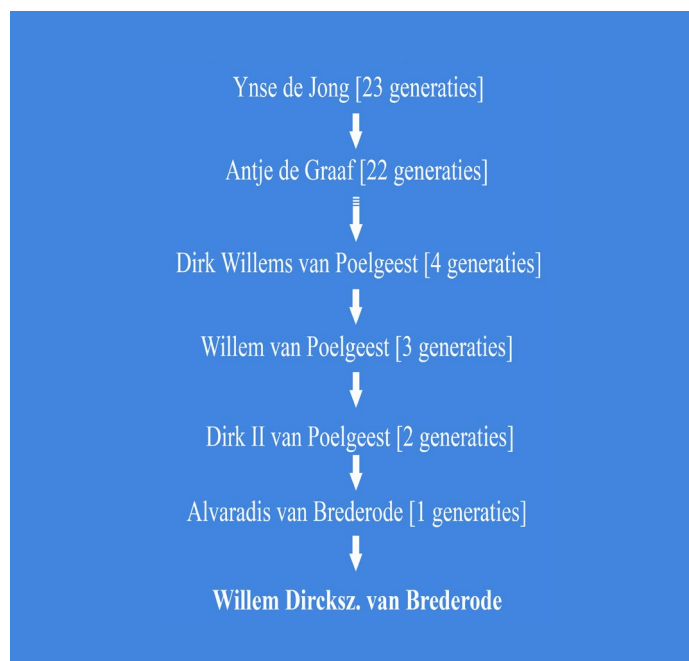 Ynse de Jong [23 generaties]
Antje de Graaf [22 generaties]
Dirk Willems van Poelgeest [4 generaties]
Willem van Poelgeest [3 generaties]
Dirk II van Poelgeest [2 generaties]
Alvaradis van Brederode [1 generaties]
Willem Dircksz. van Brederode